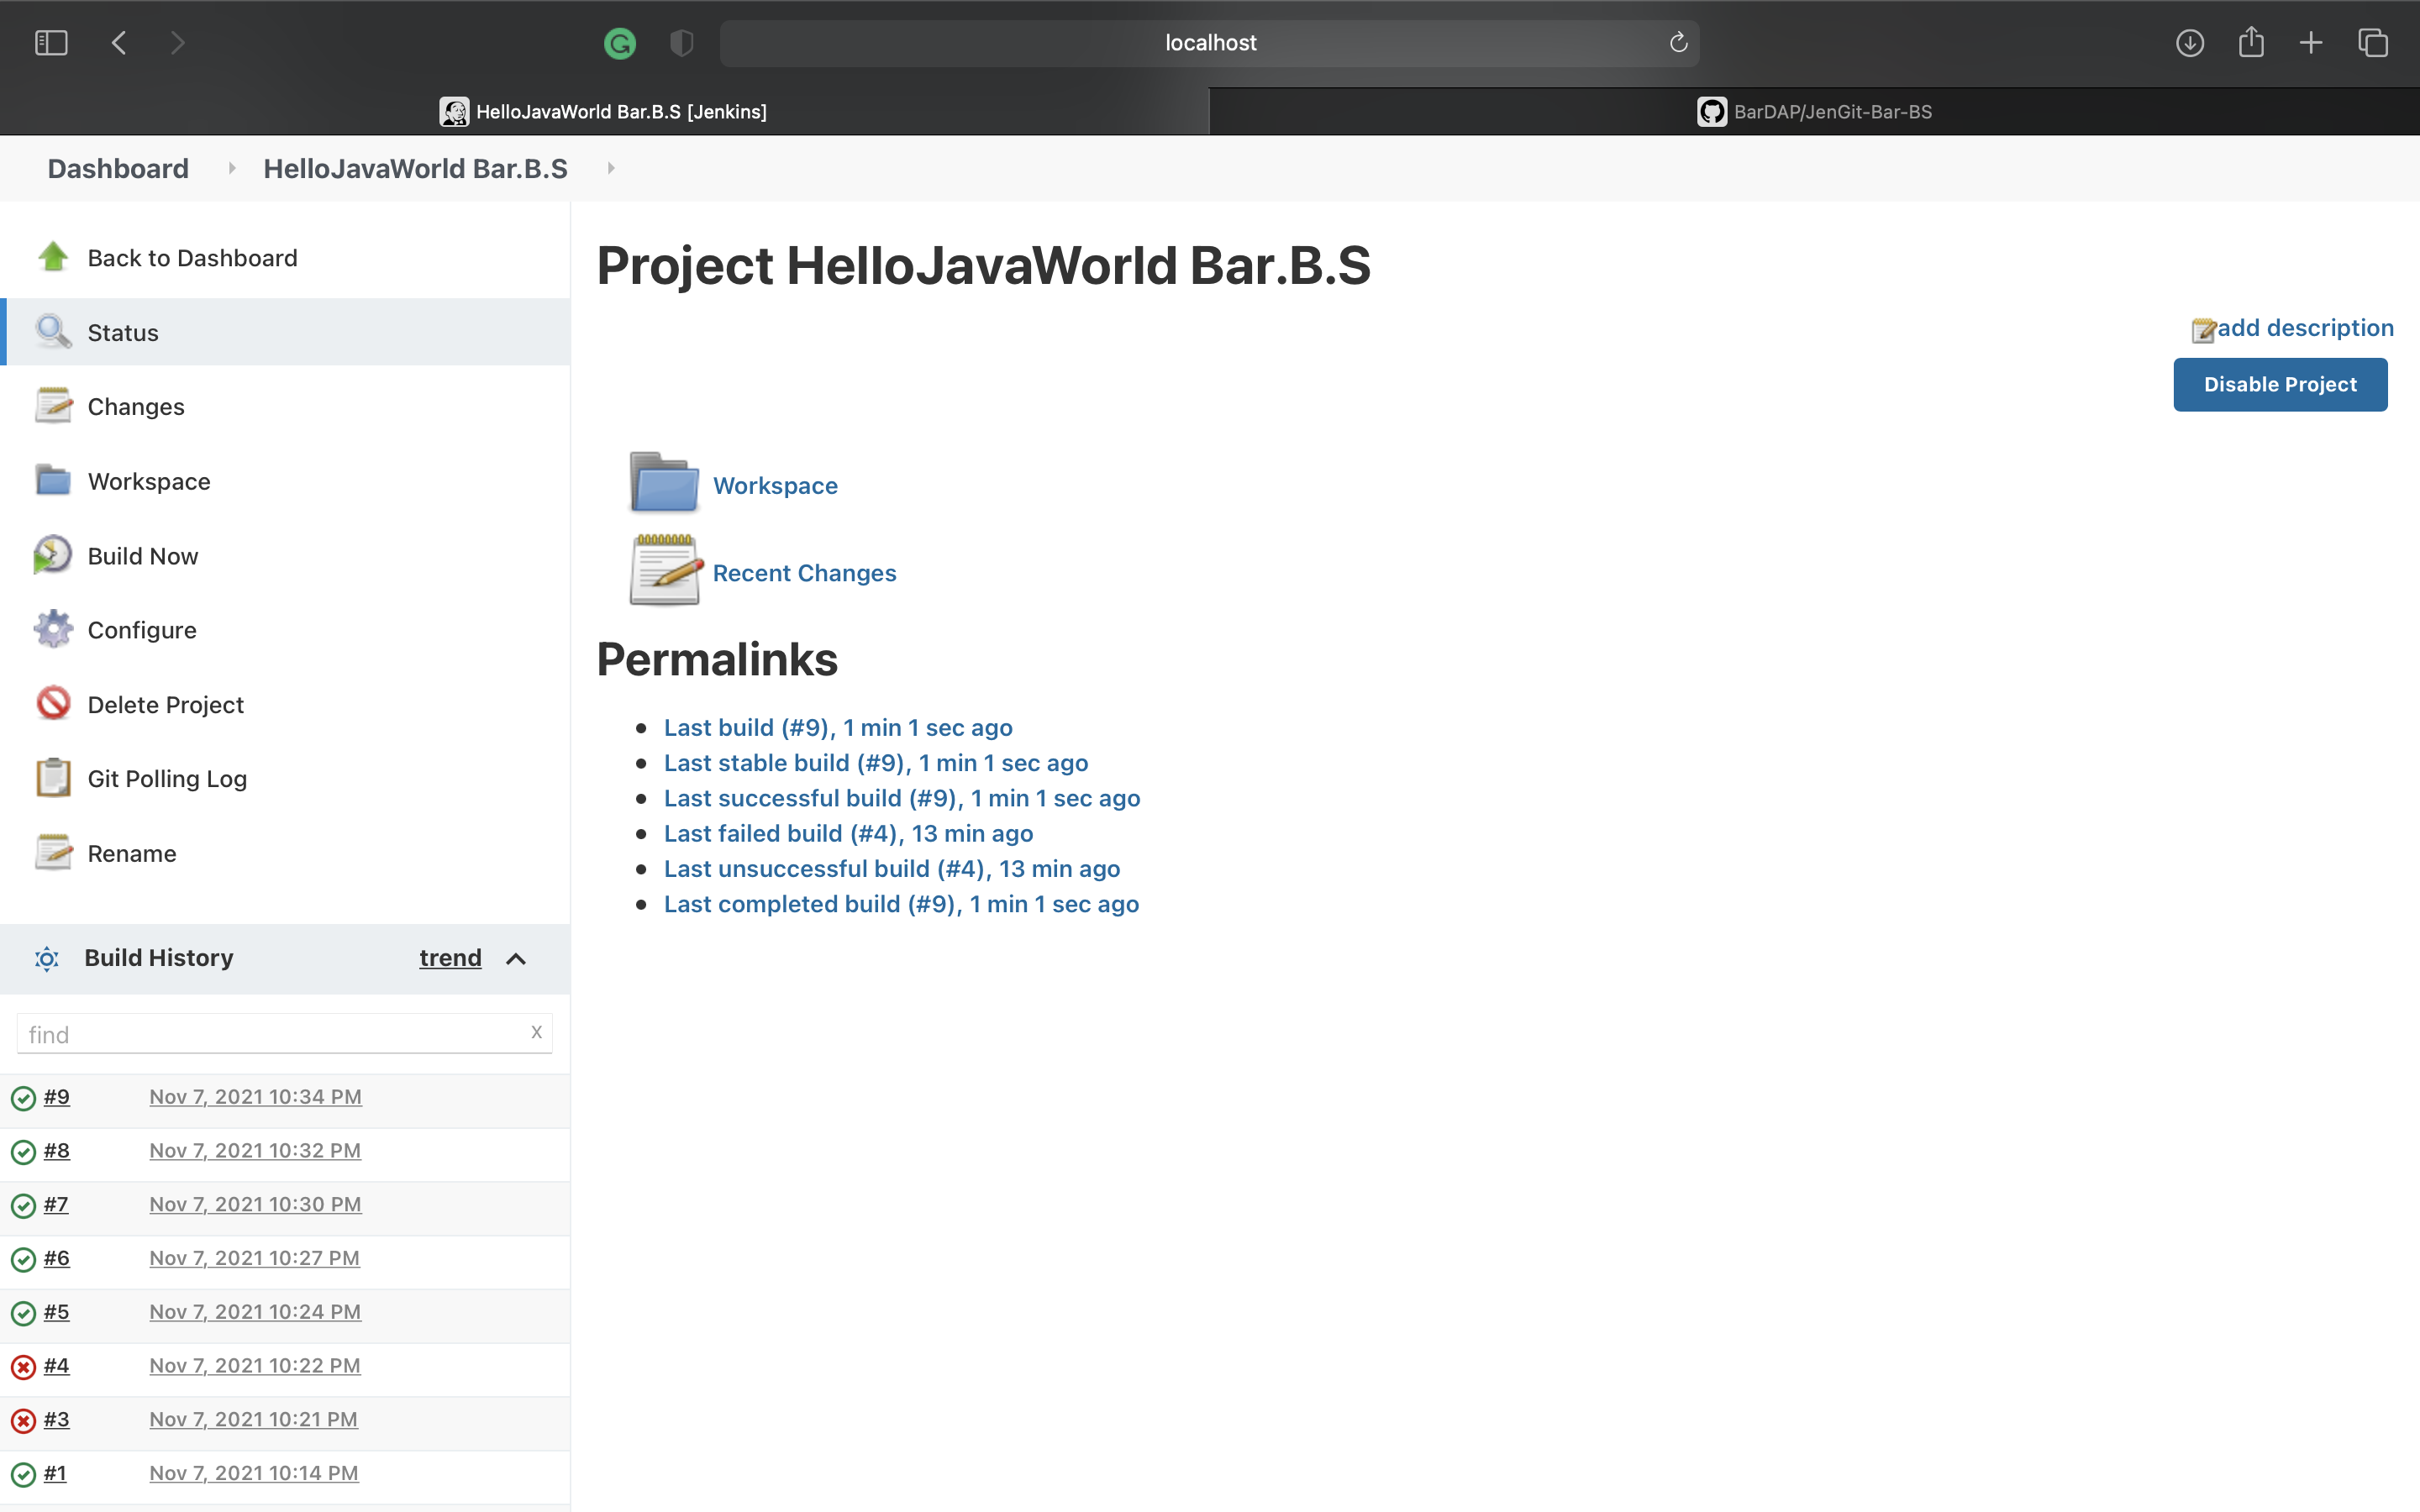 localhost
HelloJavaWorld Bar.B.S [Jenkins]
BarDAP/JenGit-Bar-BS
Dashboard HelloJavaWorld Bar.B.S
Back to Dashboard
Status
Changes
Workspace
Build Now
Configure
Delete Project
Git Polling Log
Rename
Build History trend
find x
#9 Nov 7, 2021 10:34 PM
#8 Nov 7, 2021 10:32 PM
#7 Nov 7, 2021 10:30 PM
#6 Nov 7, 2021 10:27 PM
#5 Nov 7, 2021 10:24 PM
#4 Nov 7, 2021 10:22 PM
#3 Nov 7, 2021 10:21 PM
#1 Nov 7, 2021 10:14 PM
Project HelloJavaWorld Bar.B.S
add description
Disable Project
Workspace
Recent Changes
Permalinks
Last build (#9), 1 min 1 sec ago
Last stable build (#9), 1 min 1 sec ago
Last successful build (#9), 1 min 1 sec ago
Last failed build (#4), 13 min ago
Last unsuccessful build (#4), 13 min ago
Last completed build (#9), 1 min 1 sec ago